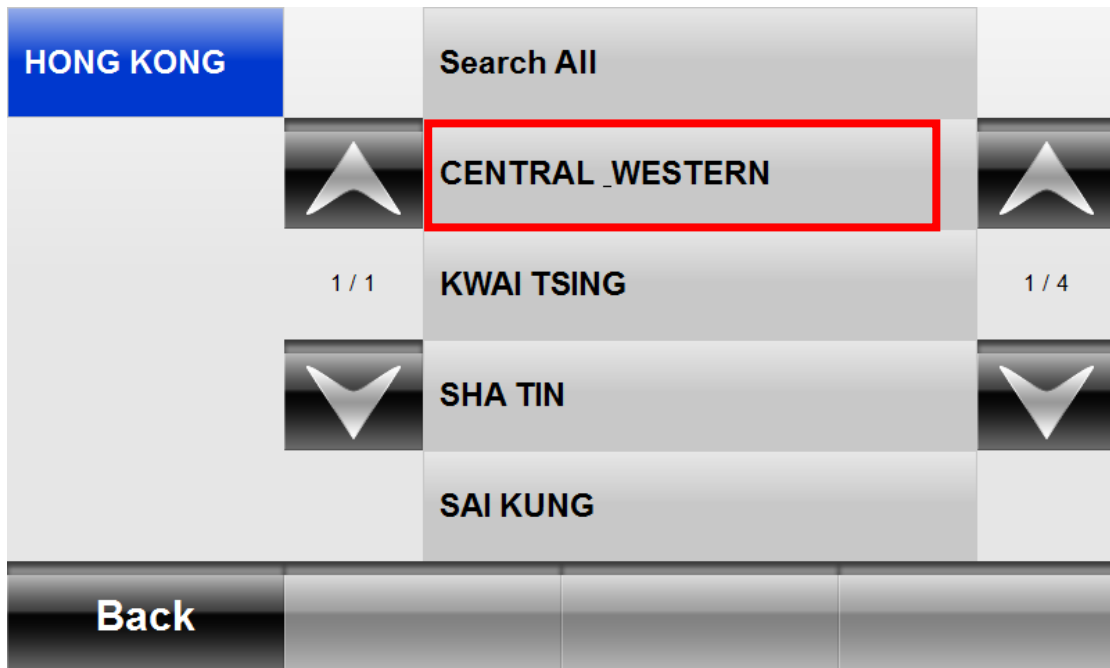 HONG KONG
Search All
CENTRAL _WESTERN
1 / 1
KWAI TSING
1 / 4
SHA TIN
SAI KUNG
Back